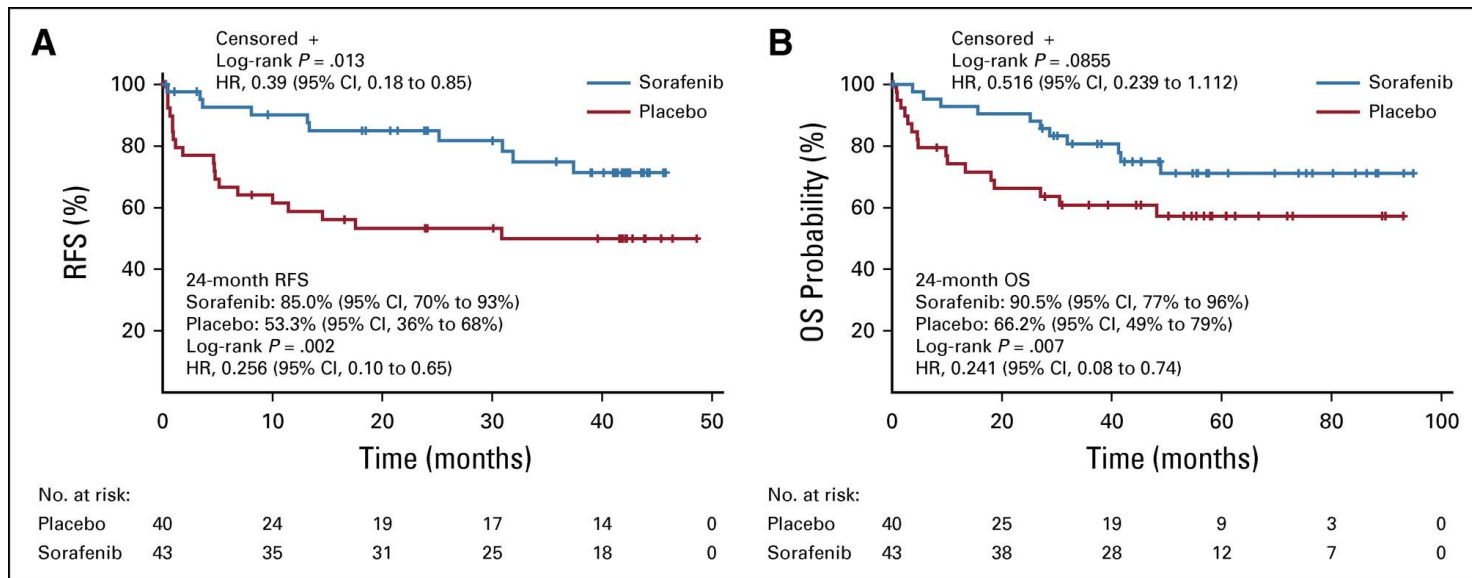 A
Censored +
Log-rank P = .013
HR, 0.39 (95% CI, 0.18 to 0.85)
Sorafenib
Placebo
100
80
60
40
20
RFS (%)
24-month RFS
Sorafenib: 85.0% (95% CI, 70% to 93%)
Placebo: 53.3% (95% CI, 36% to 68%)
Log-rank P = .002
HR, 0.256 (95% CI, 0.10 to 0.65)
0 10 20 30 40 50
Time (months)
No. at risk:
Placebo 40 24 19 17 14 0
Sorafenib 43 35 31 25 18 0
B
Censored +
Log-rank P = .0855
HR, 0.516 (95% CI, 0.239 to 1.112)
Sorafenib
Placebo
100
80
60
40
20
OS Probability (%)
24-month OS
Sorafenib: 90.5% (95% CI, 77% to 96%)
Placebo: 66.2% (95% CI, 49% to 79%)
Log-rank P = .007
HR, 0.241 (95% CI, 0.08 to 0.74)
0 20 40 60 80 100
Time (months)
No. at risk:
Placebo 40 25 19 9 3 0
Sorafenib 43 38 28 12 7 0